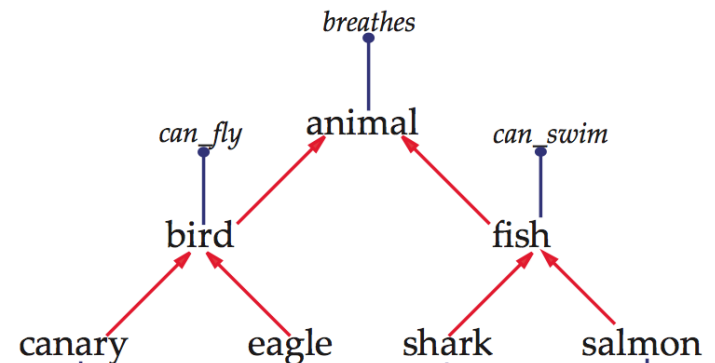 breathes
animal
can_fly
can_swim
bird
fish
canary
eagle
shark
salmon